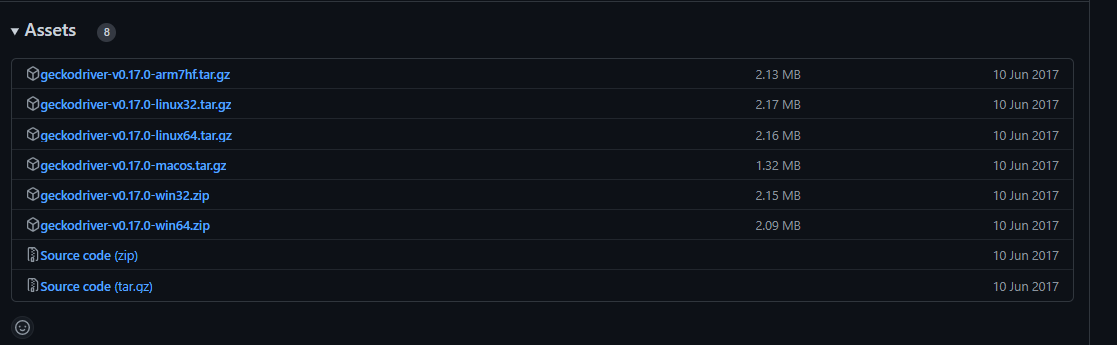 Assets 8
geckodriver-v0.17.0-arm7hf.tar.gz 2.13 MB 10 Jun 2017
geckodriver-v0.17.0-linux32.tar.gz 2.17 MB 10 Jun 2017
geckodriver-v0.17.0-linux64.tar.gz 2.16 MB 10 Jun 2017
geckodriver-v0.17.0-macos.tar.gz 1.32 MB 10 Jun 2017
geckodriver-v0.17.0-win32.zip 2.15 MB 10 Jun 2017
geckodriver-v0.17.0-win64.zip 2.09 MB 10 Jun 2017
Source code (zip) 10 Jun 2017
Source code (tar.gz) 10 Jun 2017